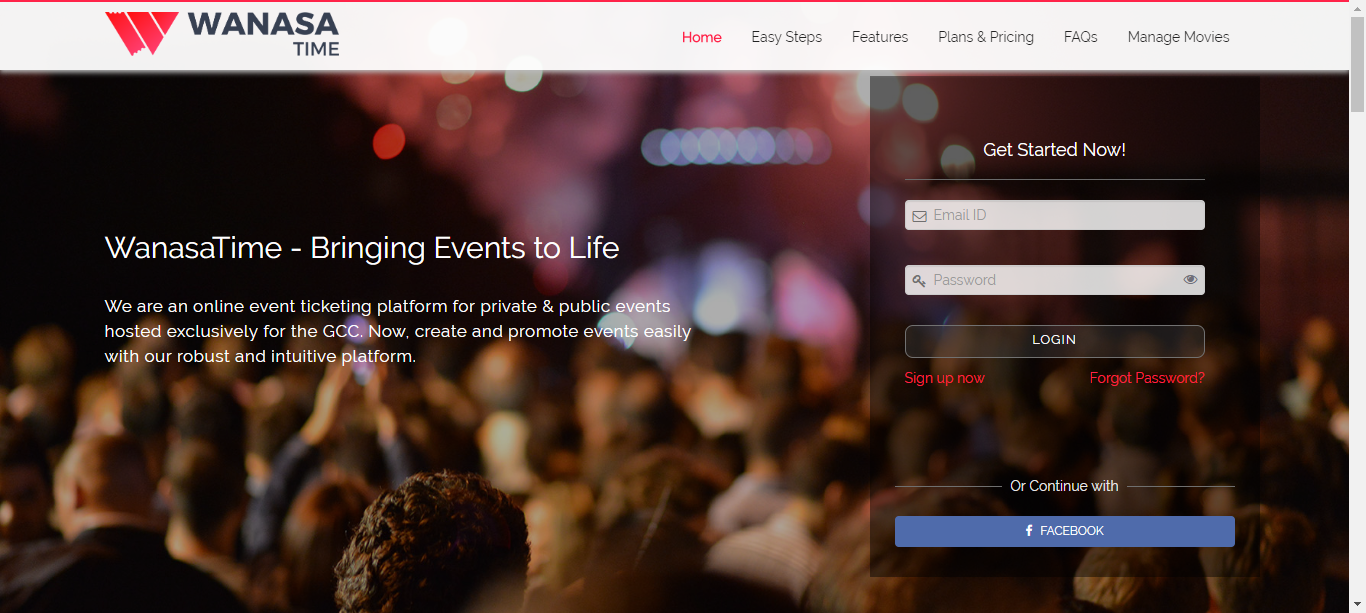 WANASA
TIME
Home
Easy Steps
Features
Plans & Pricing
FAQs
Manage Movies
WanasaTime - Bringing Events to Life
We are an online event ticketing platform for private & public events
hosted exclusively for the GCC. Now, create and promote events easily
with our robust and intuitive platform.
Get Started Now!
Email ID
Password
LOGIN
Sign up now
Forgot Password?
Or Continue with
FACEBOOK